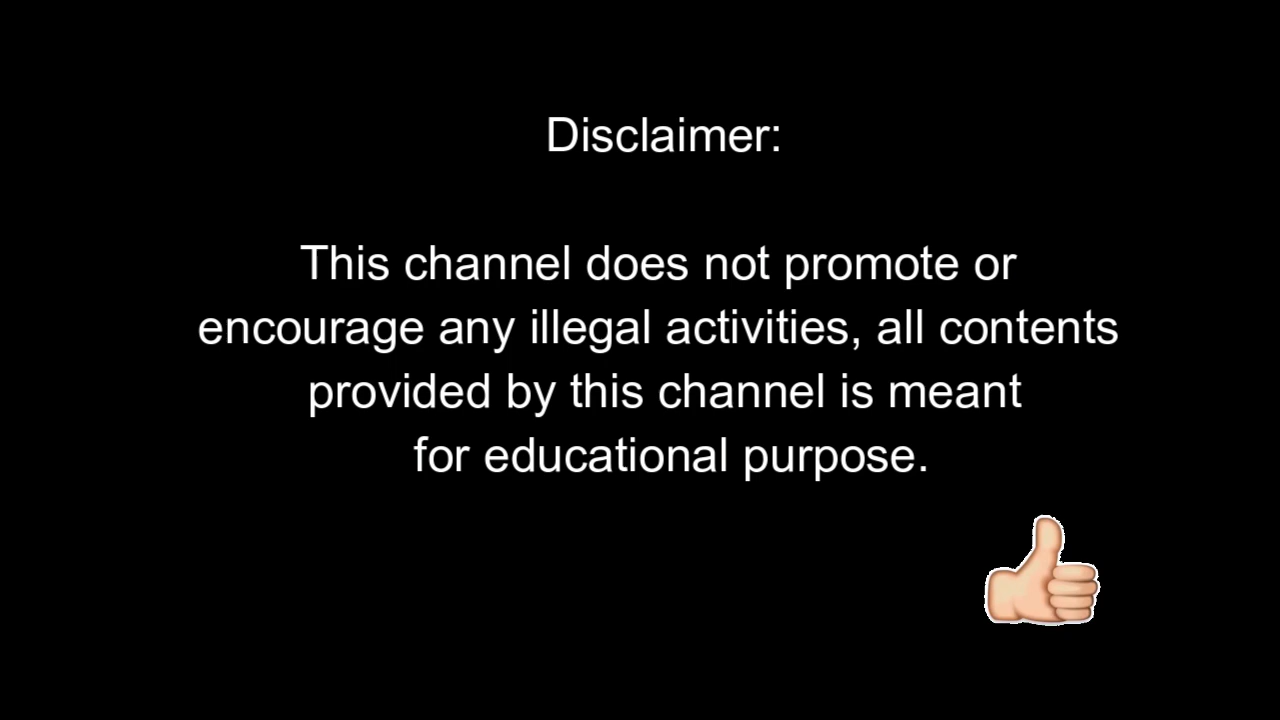 Disclaimer:
This channel does not promote or
encourage any illegal activities, all contents
provided by this channel is meant
for educational purpose.